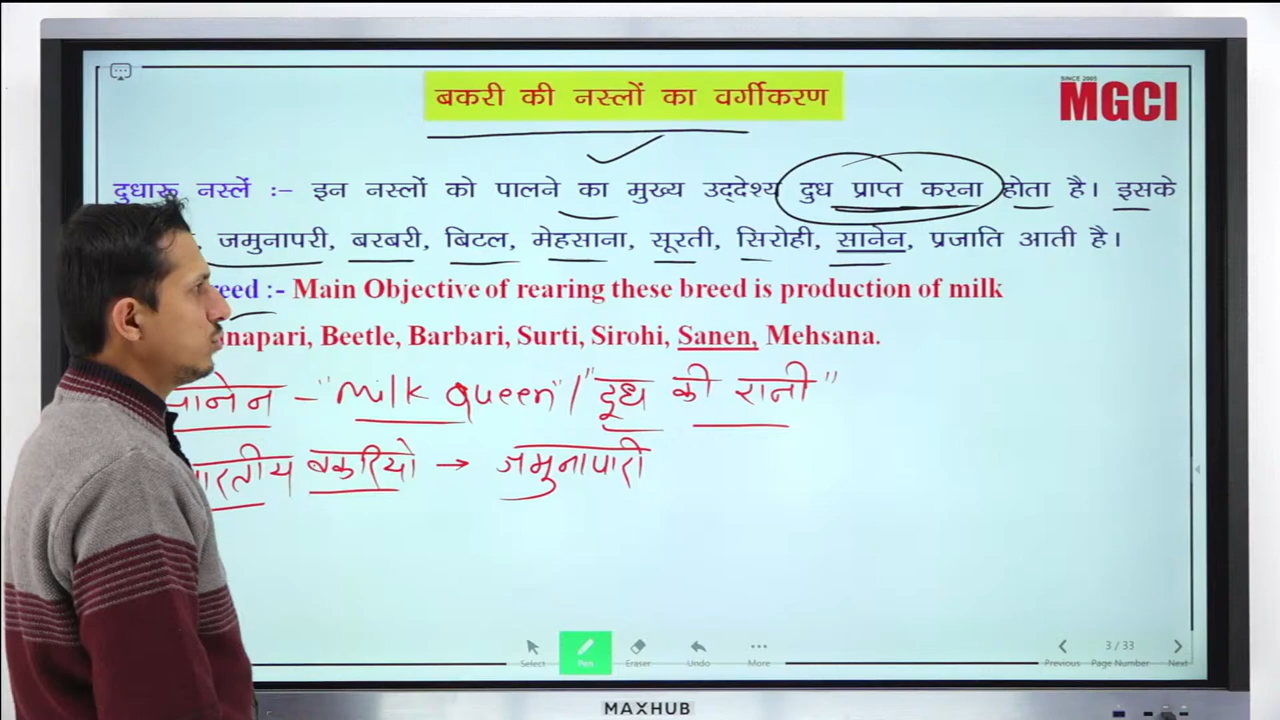 बकरी की नस्लों का वर्गीकरण
SINCE 2005
MGCI
दुधारू नस्लें :- इन नस्लों को पालने का मुख्य उद्देश्य दुध प्राप्त करना होता है। इसके
जमुनापरी, बरबरी, बिटल, मेहसाना, सूरती, सिरोही, सानेन, प्रजाति आती है।
reed :- Main Objective of rearing these breed is production of milk
napari, Beetle, Barbari, Surti, Sirohi, Sanen, Mehsana.
सानेन - "Milk queen" / "दूध की रानी"
भारतीय बकरियो → जमुनापारी
Select Pen Eraser Undo More Previous 3 / 33 Page Number Next
MAXHUB